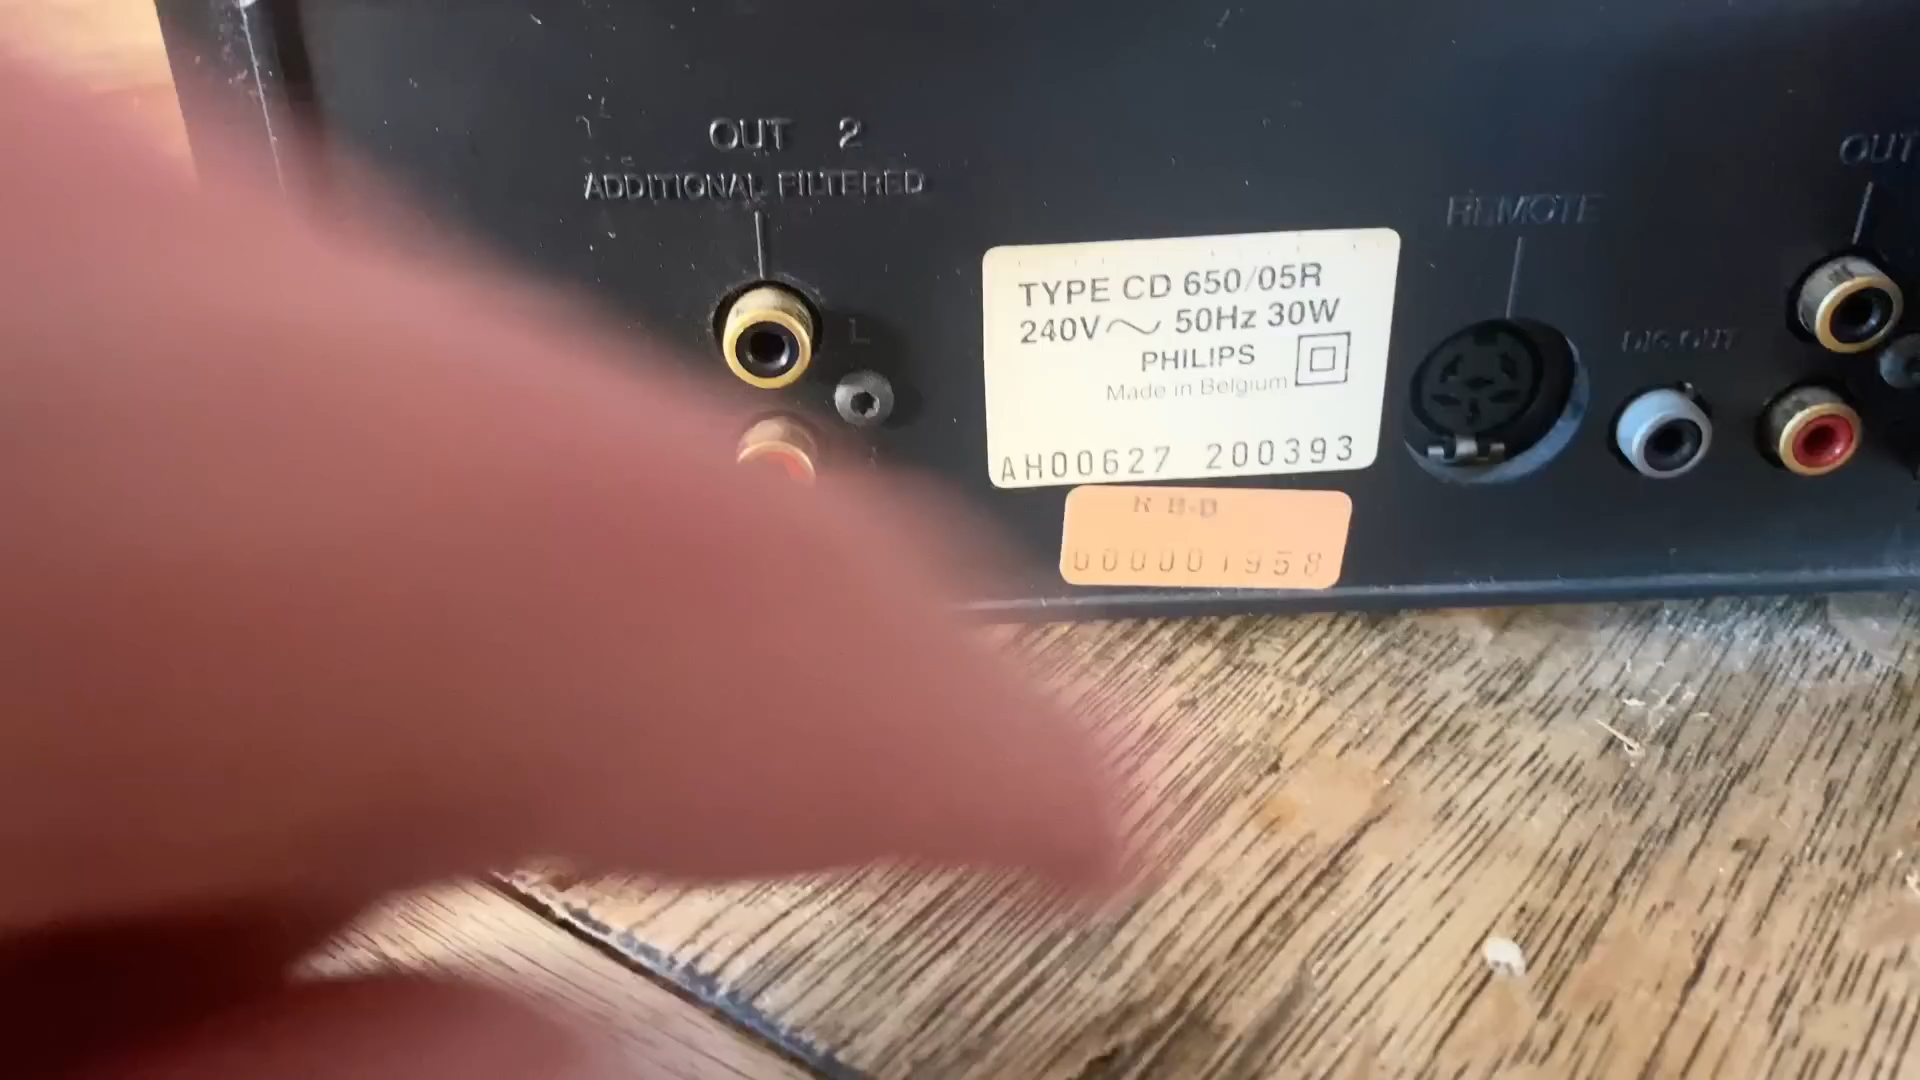 OUT 2
ADDITIONAL FILTERED
L
TYPE CD 650/05R
240V~ 50Hz 30W
PHILIPS
Made in Belgium
AH00627 200393
R B-D
000001958
REMOTE
DIG OUT
OUT